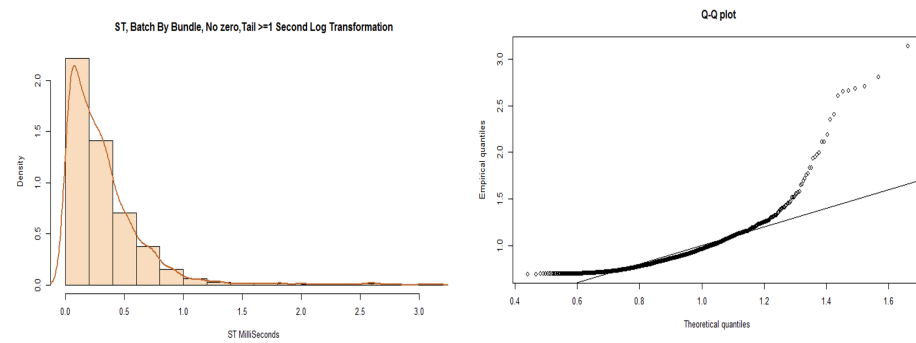 ST, Batch By Bundle, No zero,Tail >=1 Second Log Transformation
Density
0.0
0.5
1.0
1.5
2.0
0.0 0.5 1.0 1.5 2.0 2.5 3.0
ST MilliSeconds
Q-Q plot
Empirical quantiles
1.0
1.5
2.0
2.5
3.0
0.4 0.6 0.8 1.0 1.2 1.4 1.6
Theoretical quantiles